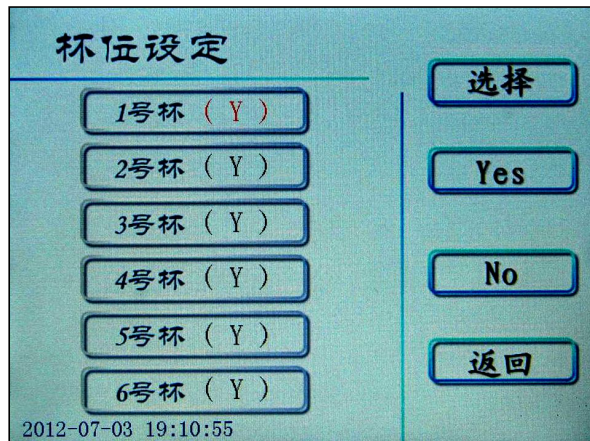 杯位设定
1号杯 ( Y )
2号杯 ( Y )
3号杯 ( Y )
4号杯 ( Y )
5号杯 ( Y )
6号杯 ( Y )
2012-07-03 19:10:55
选择
Yes
No
返回